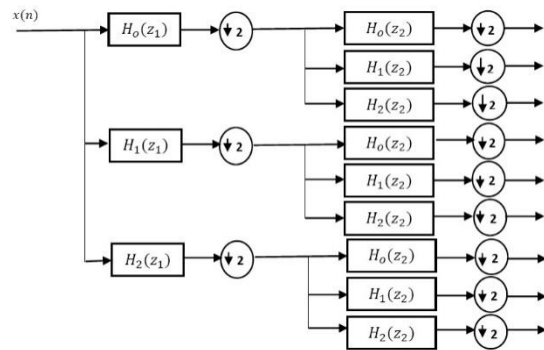 x(n)
H_o(z_1) ↓2 H_o(z_2) ↓2
H_1(z_2) ↓2
H_2(z_2) ↓2
H_1(z_1) ↓2 H_o(z_2) ↓2
H_1(z_2) ↓2
H_2(z_2) ↓2
H_2(z_1) ↓2 H_o(z_2) ↓2
H_1(z_2) ↓2
H_2(z_2) ↓2